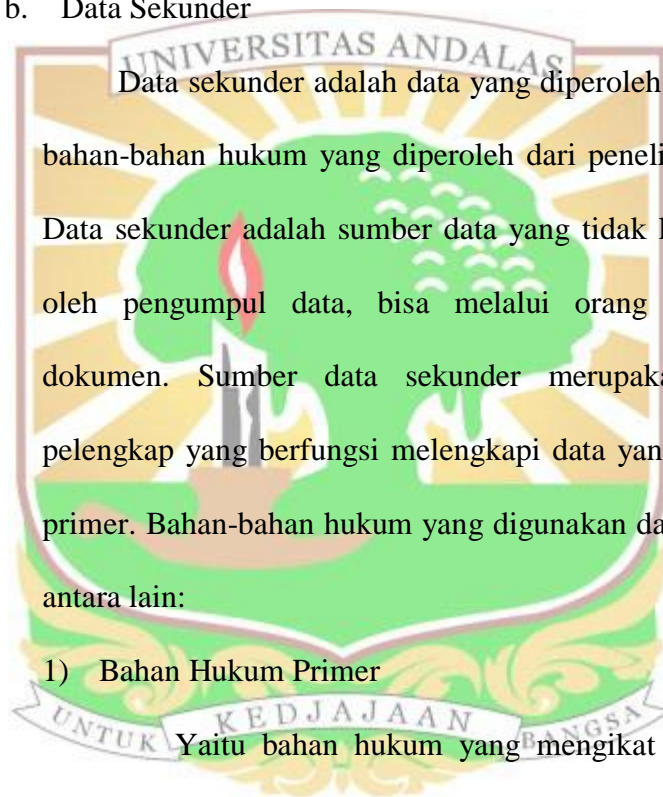 b. Data Sekunder
UNIVERSITAS ANDALAS
Data sekunder adalah data yang diperoleh
bahan-bahan hukum yang diperoleh dari peneli
Data sekunder adalah sumber data yang tidak
oleh pengumpul data, bisa melalui orang
dokumen. Sumber data sekunder merupaka
pelengkap yang berfungsi melengkapi data yan
primer. Bahan-bahan hukum yang digunakan da
antara lain:
1) Bahan Hukum Primer
UNTUK KEDJAJAAN BANGSA
Yaitu bahan hukum yang mengikat